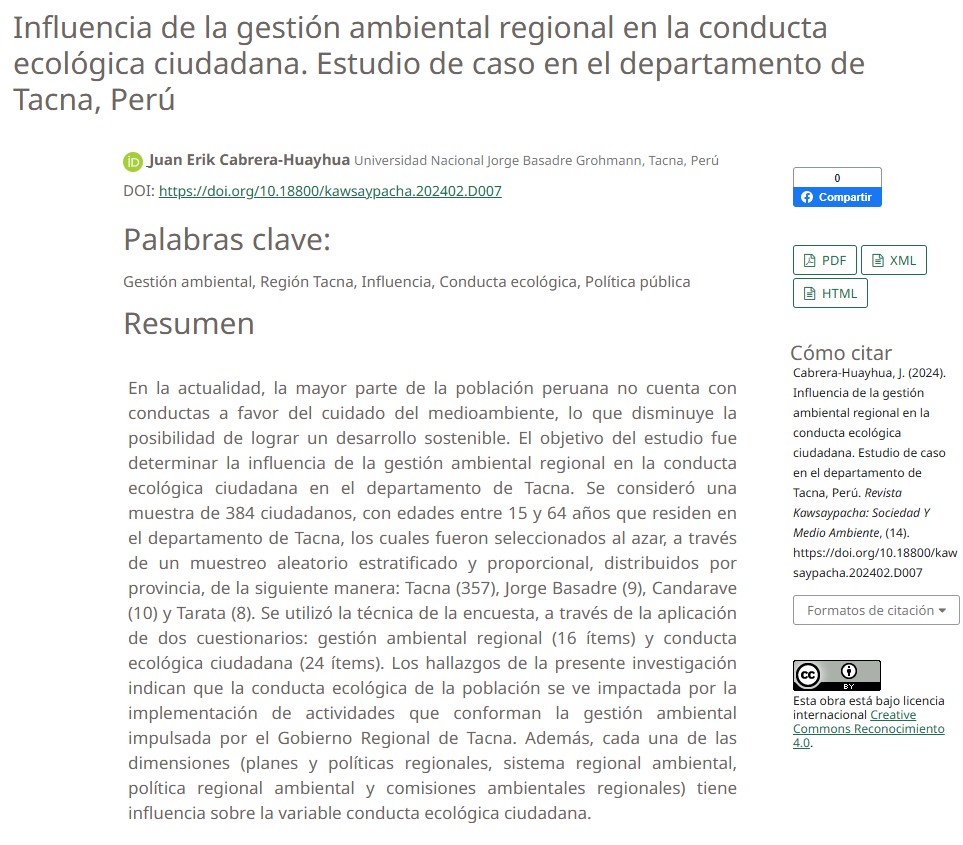 Influencia de la gestión ambiental regional en la conducta
ecológica ciudadana. Estudio de caso en el departamento de
Tacna, Perú
iD Juan Erik Cabrera-Huayhua Universidad Nacional Jorge Basadre Grohmann, Tacna, Perú
DOI: https://doi.org/10.18800/kawsaypacha.202402.D007
Palabras clave:
Gestión ambiental, Región Tacna, Influencia, Conducta ecológica, Política pública
Resumen
En la actualidad, la mayor parte de la población peruana no cuenta con
conductas a favor del cuidado del medioambiente, lo que disminuye la
posibilidad de lograr un desarrollo sostenible. El objetivo del estudio fue
determinar la influencia de la gestión ambiental regional en la conducta
ecológica ciudadana en el departamento de Tacna. Se consideró una
muestra de 384 ciudadanos, con edades entre 15 y 64 años que residen en
el departamento de Tacna, los cuales fueron seleccionados al azar, a través
de un muestreo aleatorio estratificado y proporcional, distribuidos por
provincia, de la siguiente manera: Tacna (357), Jorge Basadre (9), Candarave
(10) y Tarata (8). Se utilizó la técnica de la encuesta, a través de la aplicación
de dos cuestionarios: gestión ambiental regional (16 ítems) y conducta
ecológica ciudadana (24 ítems). Los hallazgos de la presente investigación
indican que la conducta ecológica de la población se ve impactada por la
implementación de actividades que conforman la gestión ambiental
impulsada por el Gobierno Regional de Tacna. Además, cada una de las
dimensiones (planes y políticas regionales, sistema regional ambiental,
política regional ambiental y comisiones ambientales regionales) tiene
influencia sobre la variable conducta ecológica ciudadana.
0
Compartir
PDF XML
HTML
Cómo citar
Cabrera-Huayhua, J. (2024).
Influencia de la gestión
ambiental regional en la
conducta ecológica
ciudadana. Estudio de caso
en el departamento de
Tacna, Perú. Revista
Kawsaypacha: Sociedad Y
Medio Ambiente, (14).
https://doi.org/10.18800/kaw
saypacha.202402.D007
Formatos de citación
cc BY
Esta obra está bajo licencia
internacional Creative
Commons Reconocimiento
4.0.